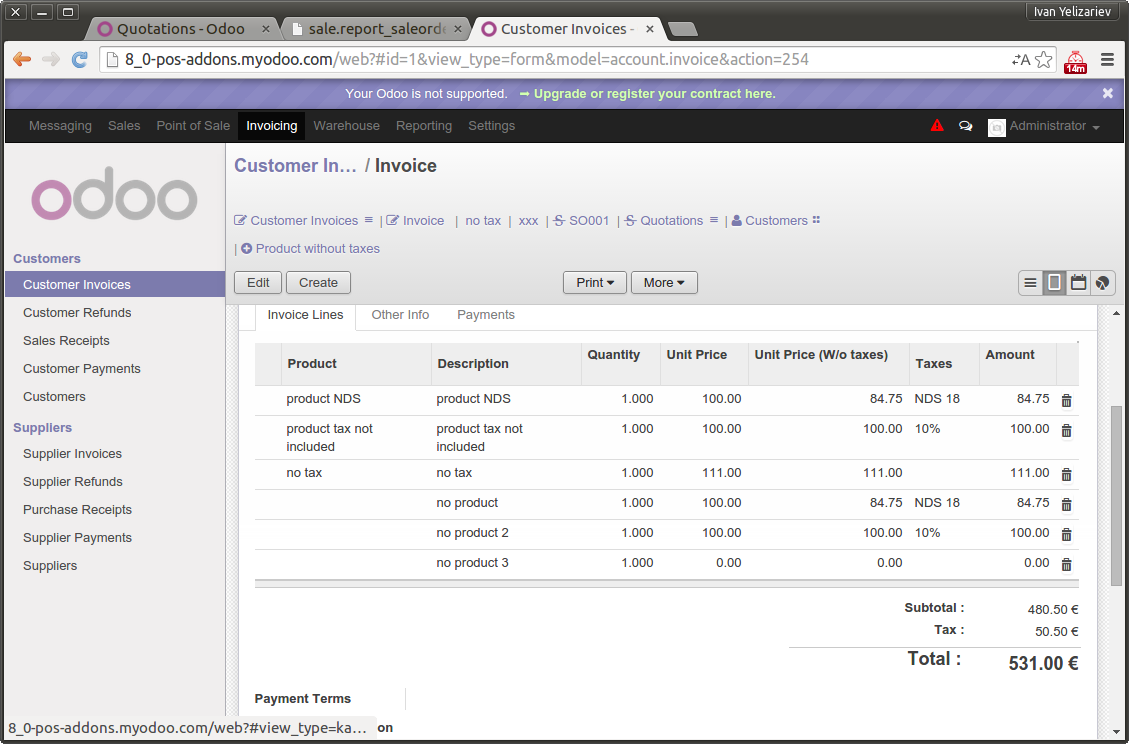 Ivan Yelizariev
Quotations - Odoo × sale.report_saleorde × Customer Invoices - ×
8_0-pos-addons.myodoo.com/web?#id=1&view_type=form&model=account.invoice&action=254
14m
Your Odoo is not supported. → Upgrade or register your contract here. ×
Messaging Sales Point of Sale Invoicing Warehouse Reporting Settings Administrator
odoo
Customers
Customer Invoices
Customer Refunds
Sales Receipts
Customer Payments
Customers
Suppliers
Supplier Invoices
Supplier Refunds
Purchase Receipts
Supplier Payments
Suppliers
Customer In... / Invoice
Customer Invoices | Invoice | no tax | xxx | SO001 | Quotations | Customers
| Product without taxes
Edit Create Print More
Invoice Lines Other Info Payments
Product Description Quantity Unit Price Unit Price (W/o taxes) Taxes Amount
product NDS product NDS 1.000 100.00 84.75 NDS 18 84.75
product tax not included product tax not included 1.000 100.00 100.00 10% 100.00
no tax no tax 1.000 111.00 111.00 111.00
no product 1.000 100.00 84.75 NDS 18 84.75
no product 2 1.000 100.00 100.00 10% 100.00
no product 3 1.000 0.00 0.00 0.00
Subtotal : 480.50 €
Tax : 50.50 €
Total : 531.00 €
Payment Terms
8_0-pos-addons.myodoo.com/web?#view_type=ka... on